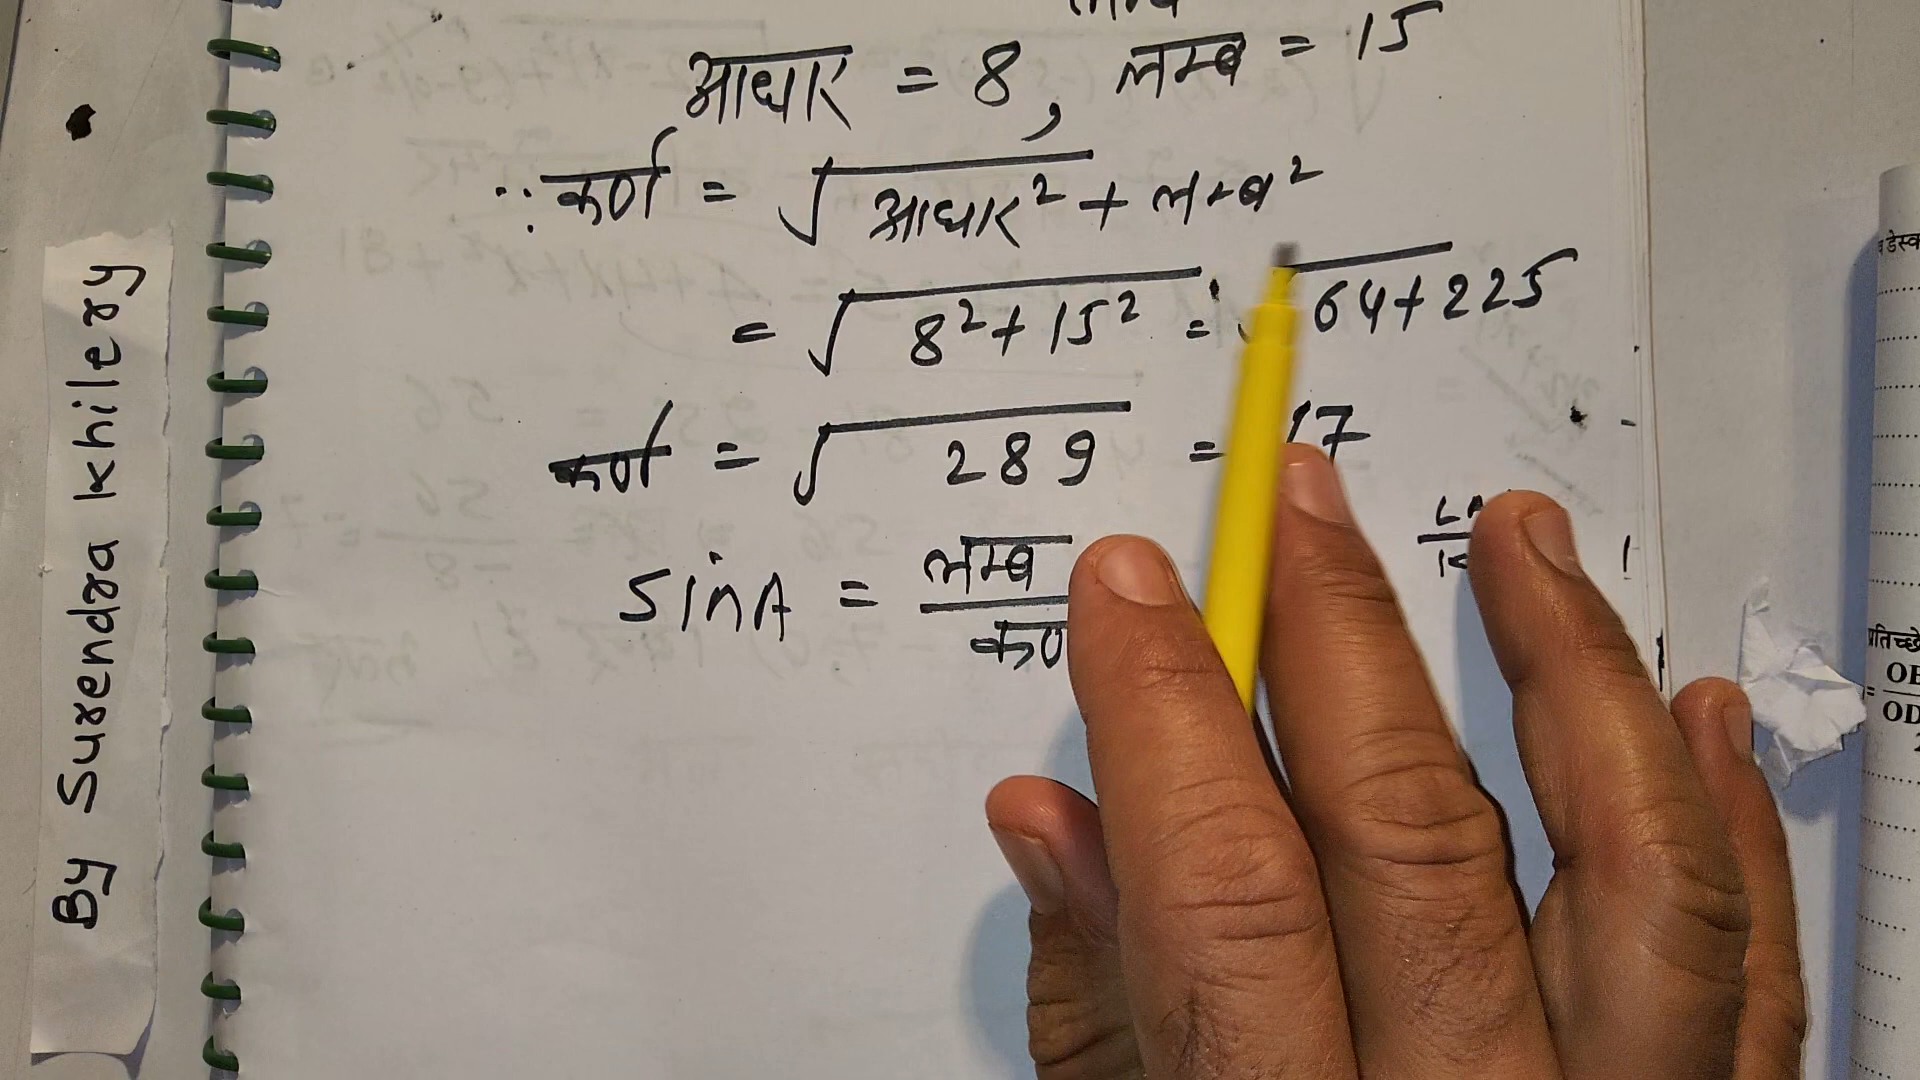 आधार = 8, लम्ब = 15
∵ कर्ण = √आधार² + लम्ब²
= √8² + 15² = √64 + 225
कर्ण = √289 = 17
sinA = लम्ब / कर्ण
By Surendra Khilery